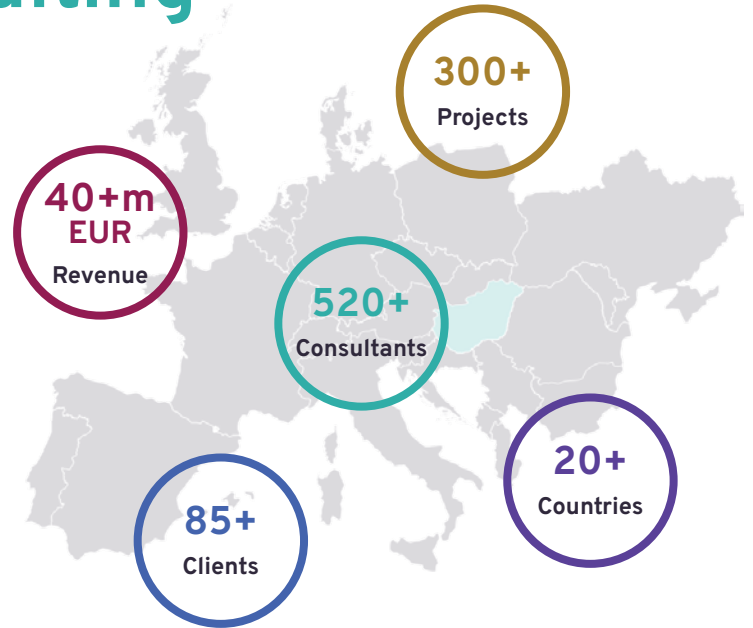 300+
Projects
40+m
EUR
Revenue
520+
Consultants
20+
Countries
85+
Clients